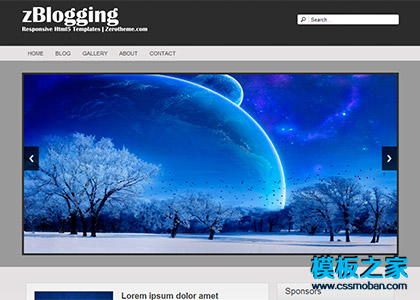 zBlogging
Responsive Html5 Templates | Zerotheme.com
Search...
HOME BLOG GALLERY ABOUT CONTACT
Lorem ipsum dolor amet
Sponsors
模板之家
www.cssmoban.com